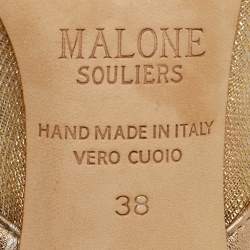 MALONE
SOULIERS
HAND MADE IN ITALY
VERO CUOIO
38